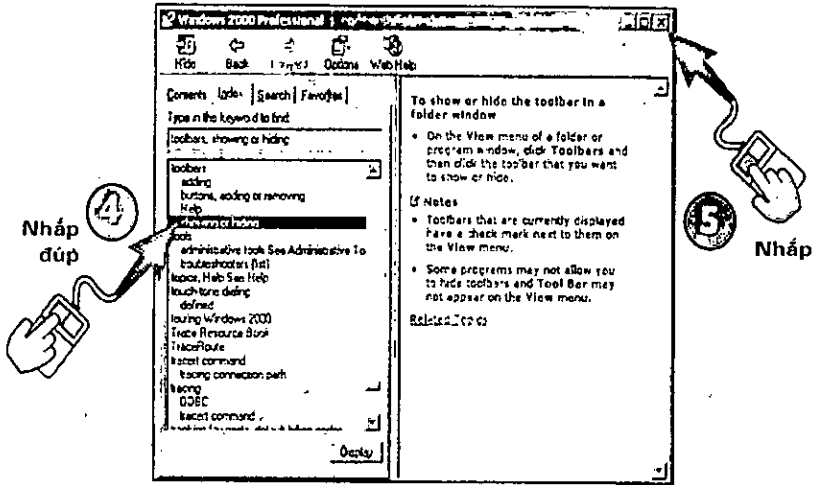 Windows 2000 Professional
Hide Back Options Web Help
Contents Index Search Favorites
Type in the keyword to find:
toolbars, showing or hiding
toolbars
adding
buttons, adding or removing
Help
showing or hiding
tools
administrative tools See Administrative To
troubleshooters (list)
topics, Help See Help
touch-tone dialing
defined
touring Windows 2000
Trace Resource Book
TraceRoute
tracert command
tracing connection path
tracing
ODBC
tracert command
Display
To show or hide the toolbar in a
folder window
• On the View menu of a folder or
program window, click Toolbars and
then click the toolbar that you want
to show or hide.
Notes
• Toolbars that are currently displayed
have a check mark next to them on
the View menu.
• Some programs may not allow you
to hide toolbars and Tool Bar may
not appear on the View menu.
Related Topics
4
Nhấp
đúp
5
Nhấp